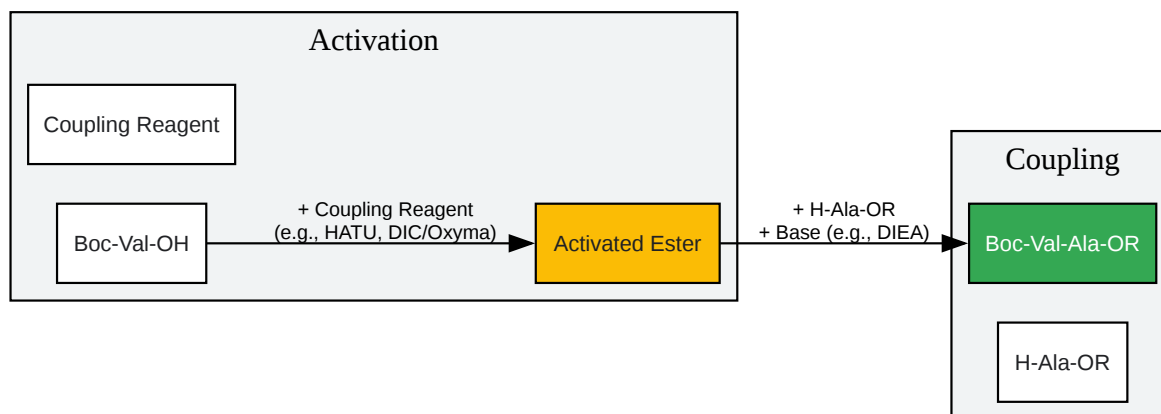 Activation
Coupling Reagent
Boc-Val-OH
+ Coupling Reagent
(e.g., HATU, DIC/Oxyma)
Activated Ester
+ H-Ala-OR
+ Base (e.g., DIEA)
Coupling
Boc-Val-Ala-OR
H-Ala-OR